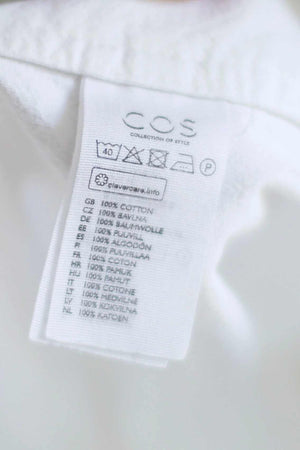 COS
COLLECTION OF STYLE
40
P
clevercare.info
GB 100% COTTON
CZ 100% BAVLNA
DE 100% BAUMWOLLE
EE 100% PUUVILL
ES 100% ALGODÓN
FI 100% PUUVILLAA
FR 100% COTON
HR 100% PAMUK
HU 100% PAMUT
IT 100% COTONE
LT 100% MEDVILNĖ
LV 100% KOKVILNA
NL 100% KATOEN